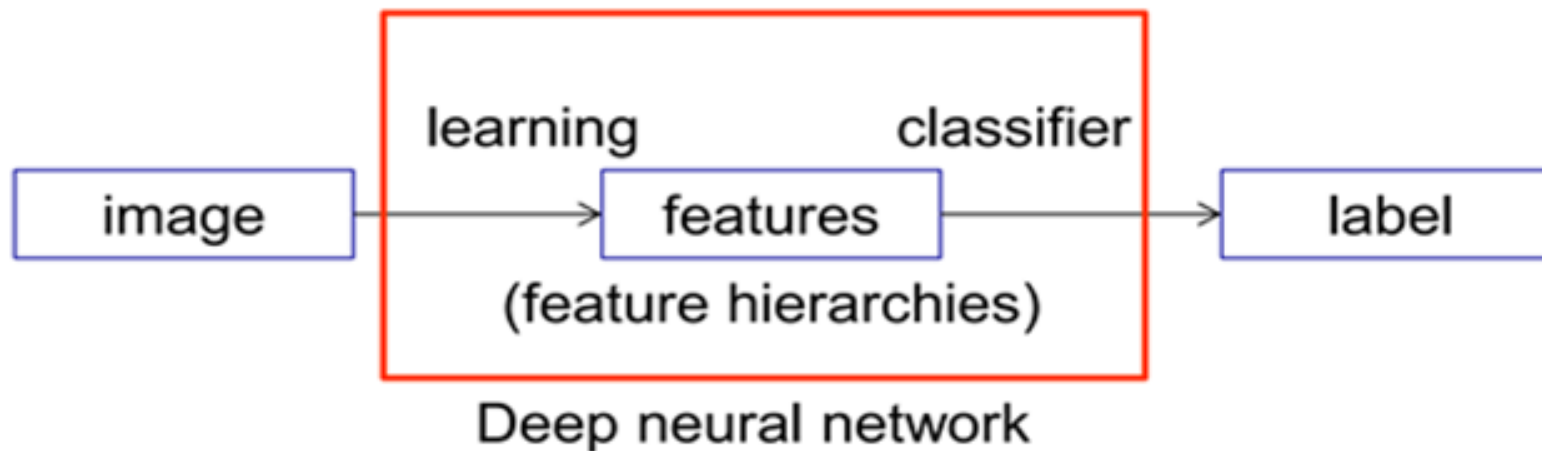 learning classifier
image features label
(feature hierarchies)
Deep neural network